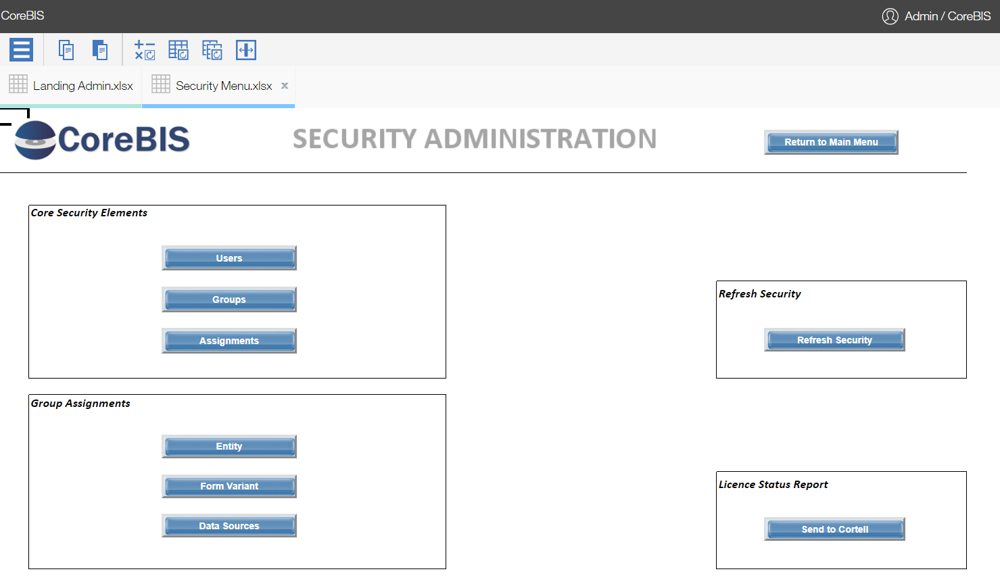 CoreBIS
Admin / CoreBIS
Landing Admin.xlsx
Security Menu.xlsx x
CoreBIS
SECURITY ADMINISTRATION
Return to Main Menu
Core Security Elements
Users
Groups
Assignments
Refresh Security
Refresh Security
Group Assignments
Entity
Form Variant
Data Sources
Licence Status Report
Send to Cortell